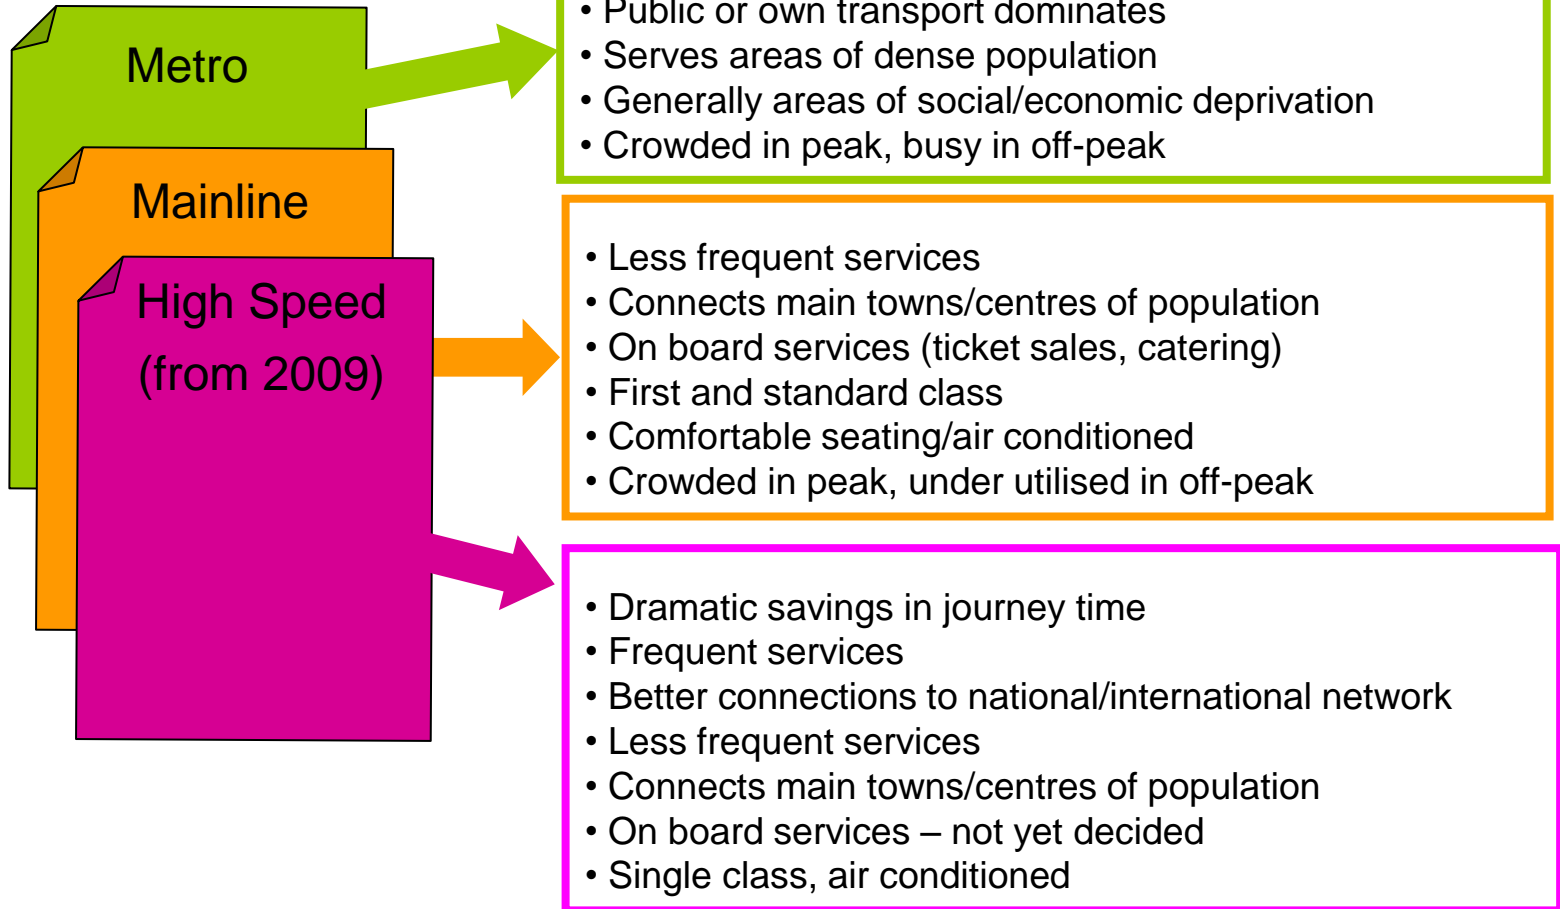 Metro
• Public or own transport dominates
• Serves areas of dense population
• Generally areas of social/economic deprivation
• Crowded in peak, busy in off-peak
Mainline
• Less frequent services
• Connects main towns/centres of population
• On board services (ticket sales, catering)
• First and standard class
• Comfortable seating/air conditioned
• Crowded in peak, under utilised in off-peak
High Speed
(from 2009)
• Dramatic savings in journey time
• Frequent services
• Better connections to national/international network
• Less frequent services
• Connects main towns/centres of population
• On board services – not yet decided
• Single class, air conditioned